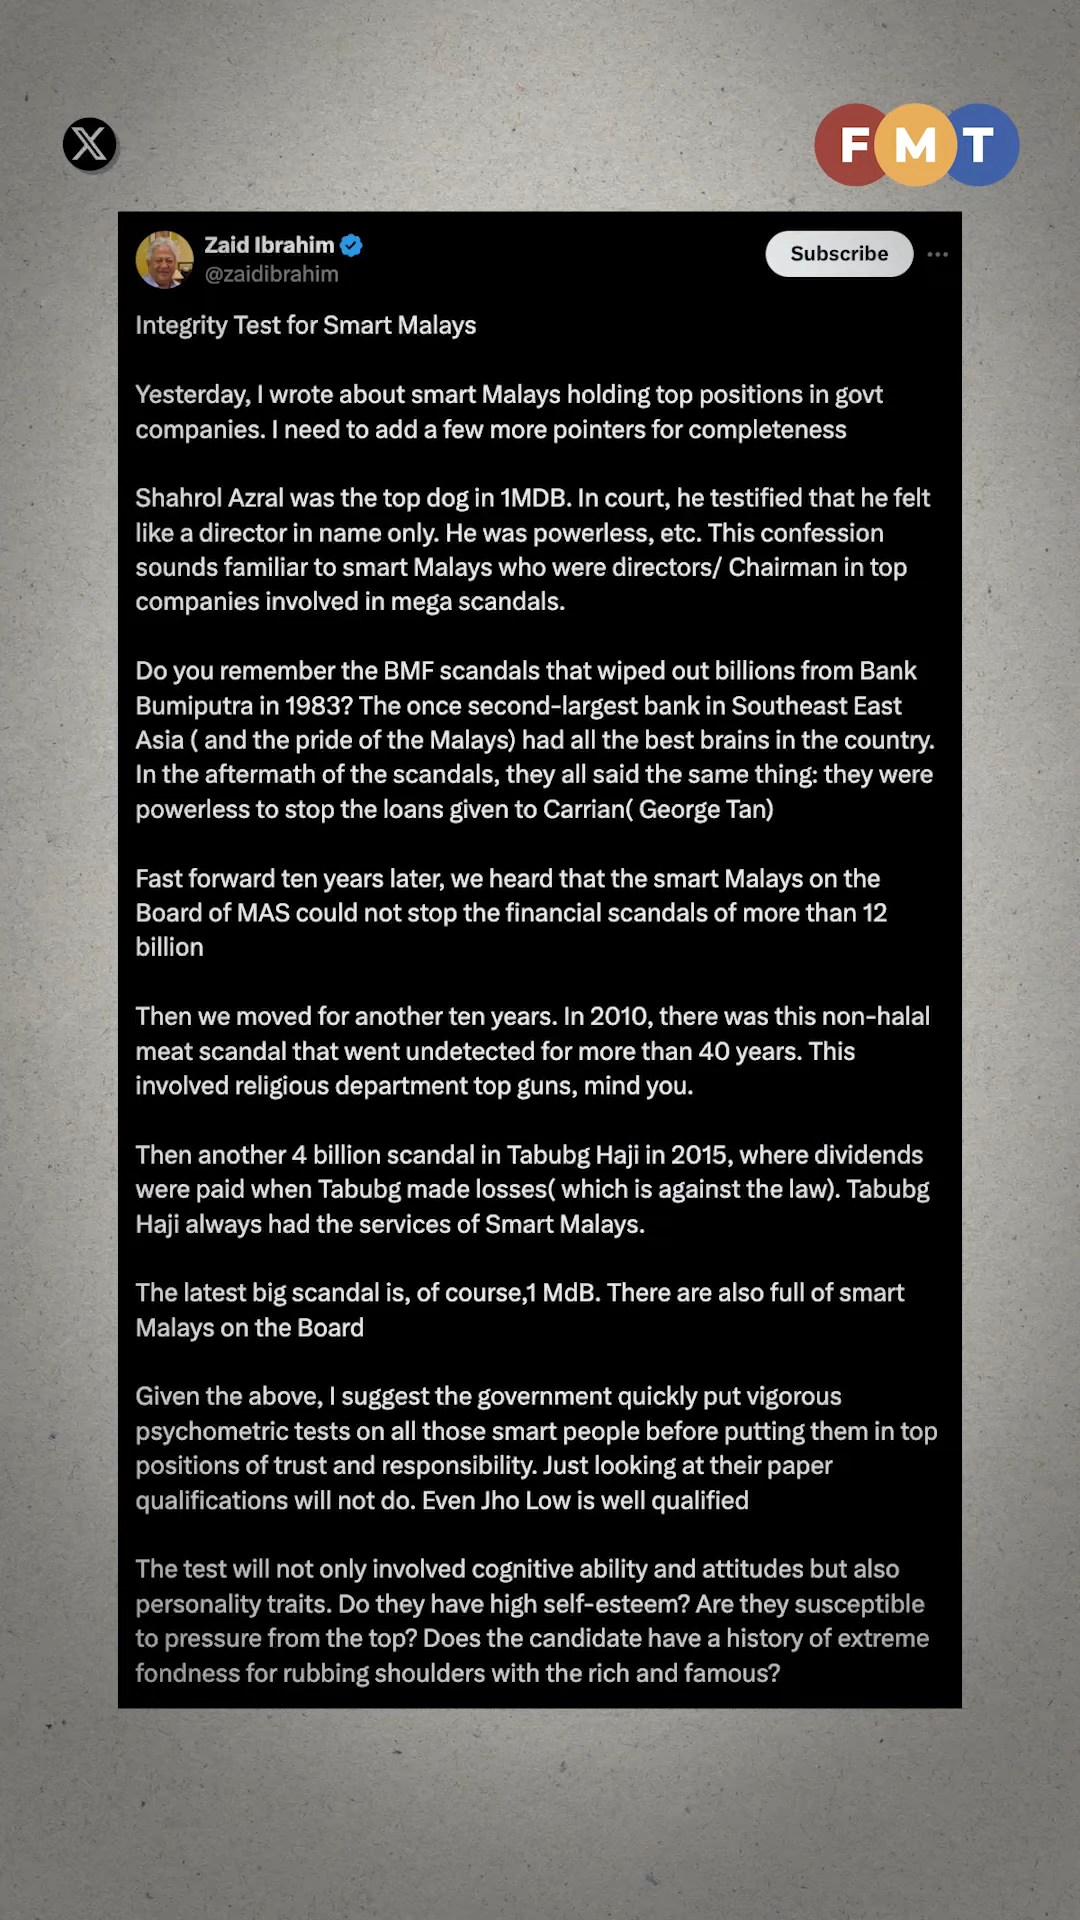 X
FMT
Zaid Ibrahim
@zaidibrahim
Subscribe
Integrity Test for Smart Malays
Yesterday, I wrote about smart Malays holding top positions in govt
companies. I need to add a few more pointers for completeness
Shahrol Azral was the top dog in 1MDB. In court, he testified that he felt
like a director in name only. He was powerless, etc. This confession
sounds familiar to smart Malays who were directors/ Chairman in top
companies involved in mega scandals.
Do you remember the BMF scandals that wiped out billions from Bank
Bumiputra in 1983? The once second-largest bank in Southeast East
Asia ( and the pride of the Malays) had all the best brains in the country.
In the aftermath of the scandals, they all said the same thing: they were
powerless to stop the loans given to Carrian( George Tan)
Fast forward ten years later, we heard that the smart Malays on the
Board of MAS could not stop the financial scandals of more than 12
billion
Then we moved for another ten years. In 2010, there was this non-halal
meat scandal that went undetected for more than 40 years. This
involved religious department top guns, mind you.
Then another 4 billion scandal in Tabubg Haji in 2015, where dividends
were paid when Tabubg made losses( which is against the law). Tabubg
Haji always had the services of Smart Malays.
The latest big scandal is, of course,1 MdB. There are also full of smart
Malays on the Board
Given the above, I suggest the government quickly put vigorous
psychometric tests on all those smart people before putting them in top
positions of trust and responsibility. Just looking at their paper
qualifications will not do. Even Jho Low is well qualified
The test will not only involved cognitive ability and attitudes but also
personality traits. Do they have high self-esteem? Are they susceptible
to pressure from the top? Does the candidate have a history of extreme
fondness for rubbing shoulders with the rich and famous?